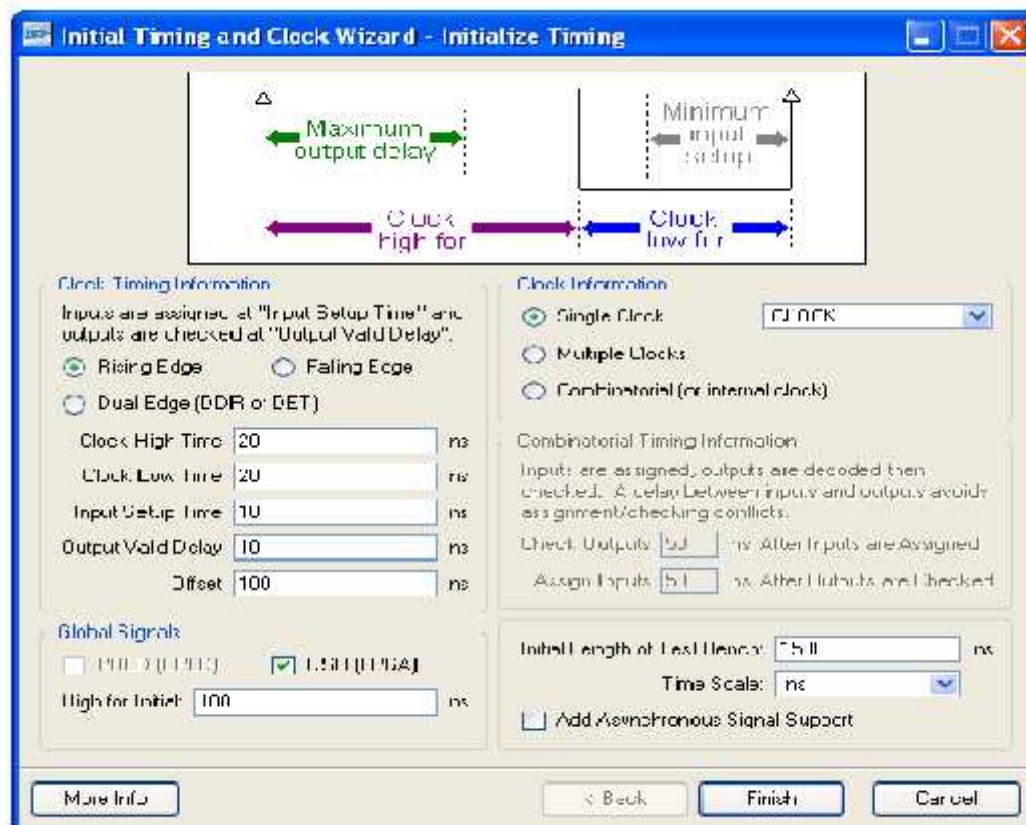 Initial Timing and Clock Wizard - Initialize Timing
Maximum output delay
Minimum input setup
Clock high for
Clock low for
Clock Timing Information
Inputs are assigned at "Input Setup Time" and
outputs are checked at "Output Valid Delay".
Rising Edge
Falling Edge
Dual Edge (DDR or DET)
Clock High Time 20 ns
Clock Low Time 20 ns
Input Setup Time 10 ns
Output Valid Delay 10 ns
Offset 100 ns
Global Signals
GSR (FPGA)
High for Initial: 100 ns
Clock Information
Single Clock CLOCK
Multiple Clocks
Combinatorial (or internal clock)
Combinatorial Timing Information
Inputs are assigned, outputs are decoded then
checked. A delay between inputs and outputs avoids
assignment/checking conflicts.
Check Outputs 50 ns After Inputs are Assigned
Assign Inputs 50 ns After Outputs are Checked
Initial Length of Test Bench: ns
Time Scale: ns
Add Asynchronous Signal Support
More Info
< Back
Finish
Cancel